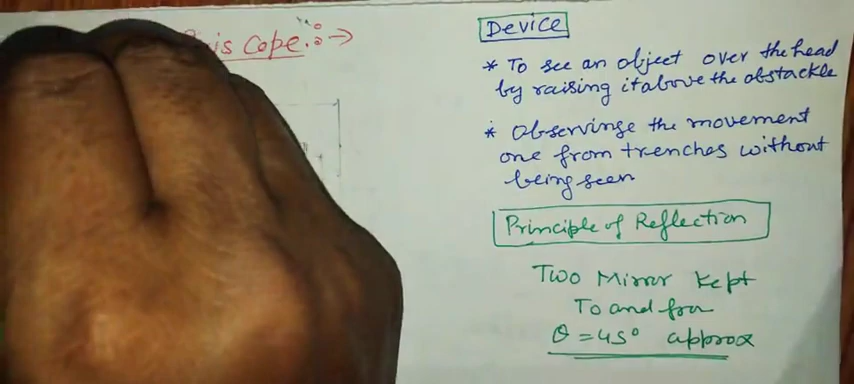 is Cope :- →
Device
* To see an object over the head
by raising it above the obstackle
* Observinge the movement
one from trenches without
being seen
Principle of Reflection
Two Mirror Kept
To and fro
θ = 45° approx